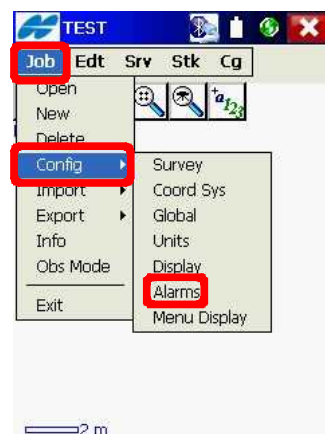 TEST
Job Edt Srv Stk Cg
Open
New
Delete
Config
Import
Export
Info
Obs Mode
Exit
Survey
Coord Sys
Global
Units
Display
Alarms
Menu Display
2 m